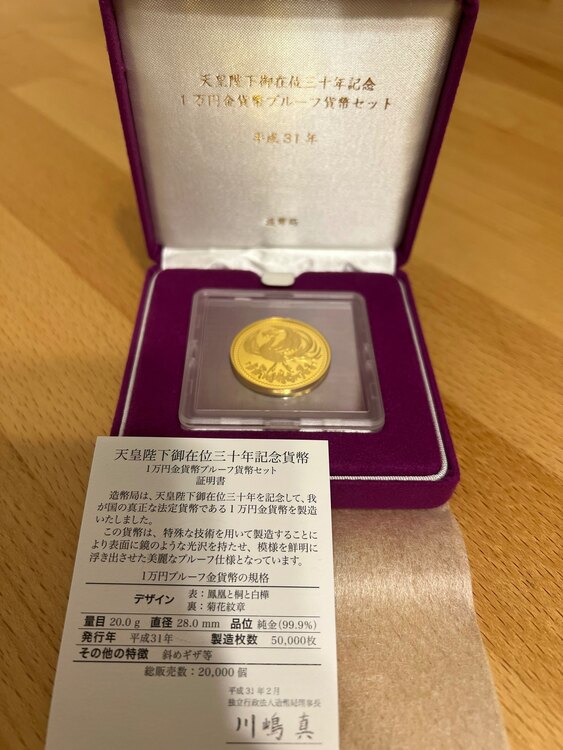 天皇陛下御在位三十年記念
1万円金貨幣プルーフ貨幣セット
平成31年
造幣局
天皇陛下御在位三十年記念貨幣
1万円金貨幣プルーフ貨幣セット
証明書
造幣局は、天皇陛下御在位三十年を記念して、我
が国の真正な法定貨幣である1万円金貨幣を製造
いたしました。
この貨幣は、特殊な技術を用いて製造することに
より表面に鏡のような光沢を持たせ、模様を鮮明に
浮き出させた美麗なプルーフ仕様となっています。
1万円プルーフ金貨幣の規格
デザイン 表：鳳凰と桐と白樺
裏：菊花紋章
量目 20.0g 直径 28.0mm 品位 純金(99.9%)
発行年 平成31年 製造枚数 50,000枚
その他の特徴 斜めギザ等
総販売数：20,000個
平成31年2月
独立行政法人造幣局理事長
川嶋 真